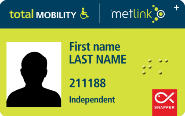 total MOBILITY metlink
First name
LAST NAME
211188
Independent
SNAPPER